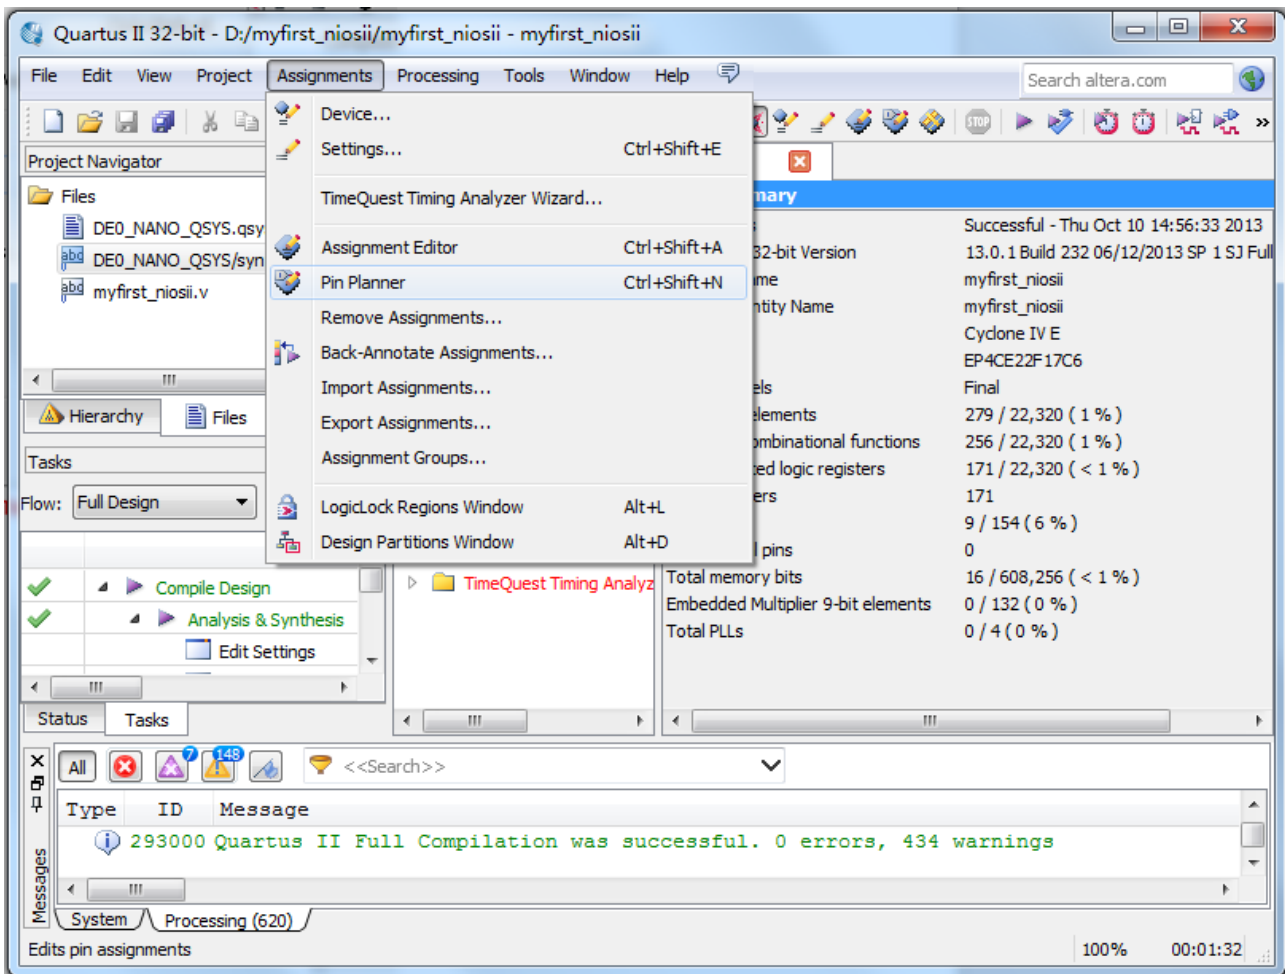 Quartus II 32-bit - D:/myfirst_niosii/myfirst_niosii - myfirst_niosii
File Edit View Project Assignments Processing Tools Window Help
Search altera.com
STOP
Project Navigator
Files
DE0_NANO_QSYS.qsy
abd DE0_NANO_QSYS/syn
abd myfirst_niosii.v
Hierarchy Files
Tasks
Flow: Full Design
Compile Design
Analysis & Synthesis
Edit Settings
Status Tasks
Device...
Settings... Ctrl+Shift+E
TimeQuest Timing Analyzer Wizard...
Assignment Editor Ctrl+Shift+A
Pin Planner Ctrl+Shift+N
Remove Assignments...
Back-Annotate Assignments...
Import Assignments...
Export Assignments...
Assignment Groups...
LogicLock Regions Window Alt+L
Design Partitions Window Alt+D
TimeQuest Timing Analyz
mary
Successful - Thu Oct 10 14:56:33 2013
32-bit Version 13.0.1 Build 232 06/12/2013 SP 1 SJ Full
me myfirst_niosii
ntity Name myfirst_niosii
Cyclone IV E
EP4CE22F17C6
els Final
lements 279 / 22,320 ( 1 % )
ombinational functions 256 / 22,320 ( 1 % )
ted logic registers 171 / 22,320 ( < 1 % )
ers 171
9 / 154 ( 6 % )
l pins 0
Total memory bits 16 / 608,256 ( < 1 % )
Embedded Multiplier 9-bit elements 0 / 132 ( 0 % )
Total PLLs 0 / 4 ( 0 % )
All 7 148 <<Search>>
Type ID Message
293000 Quartus II Full Compilation was successful. 0 errors, 434 warnings
Messages
System Processing (620)
Edits pin assignments 100% 00:01:32